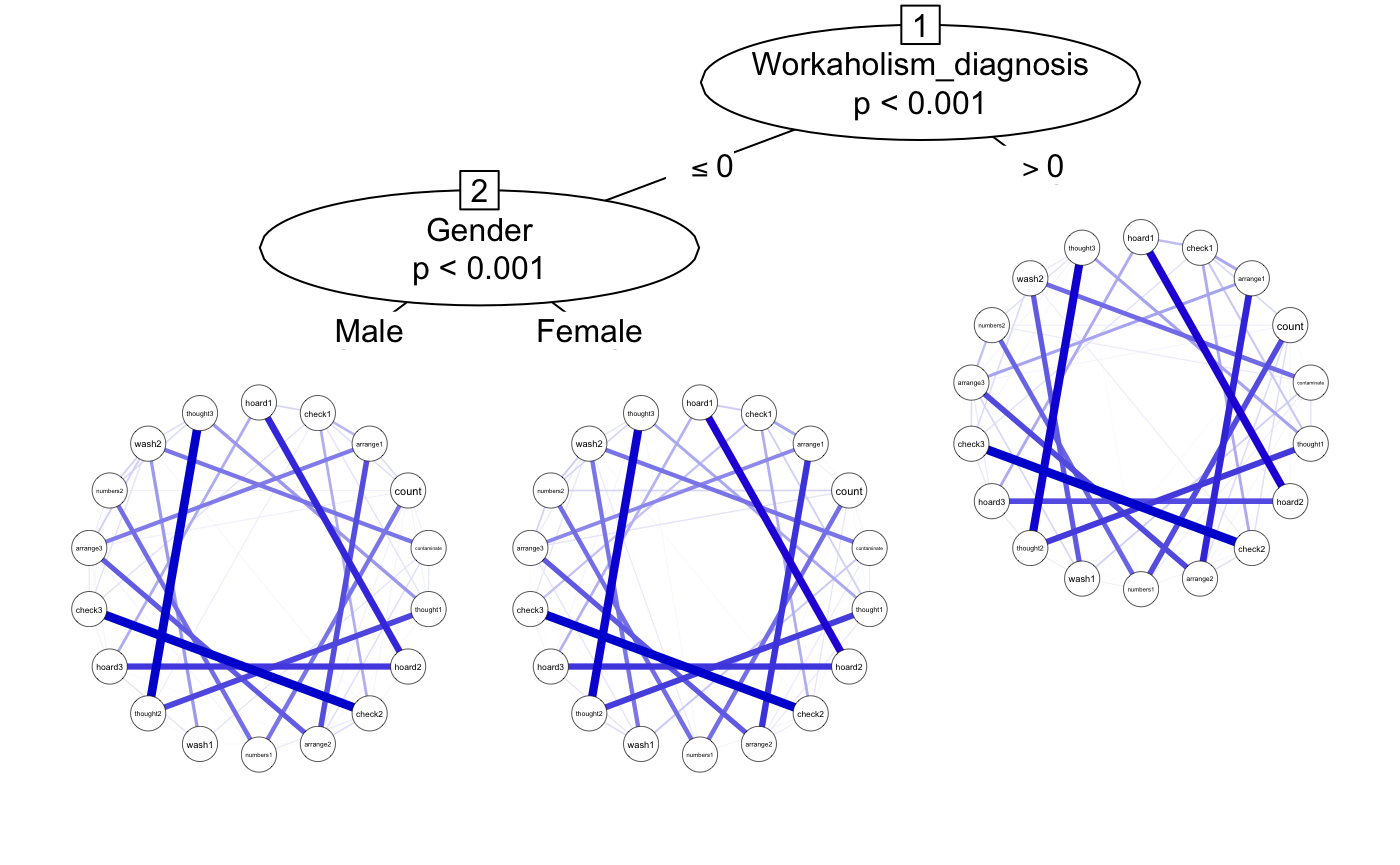 1
Workaholism_diagnosis
p < 0.001
≤ 0
> 0
2
Gender
p < 0.001
Male
Female
hoard1
check1
arrange1
count
contaminate
thought1
hoard2
check2
arrange2
numbers1
wash1
thought2
hoard3
check3
arrange3
numbers2
wash2
thought3
hoard1
check1
arrange1
count
contaminate
thought1
hoard2
check2
arrange2
numbers1
wash1
thought2
hoard3
check3
arrange3
numbers2
wash2
thought3
hoard1
check1
arrange1
count
contaminate
thought1
hoard2
check2
arrange2
numbers1
wash1
thought2
hoard3
check3
arrange3
numbers2
wash2
thought3